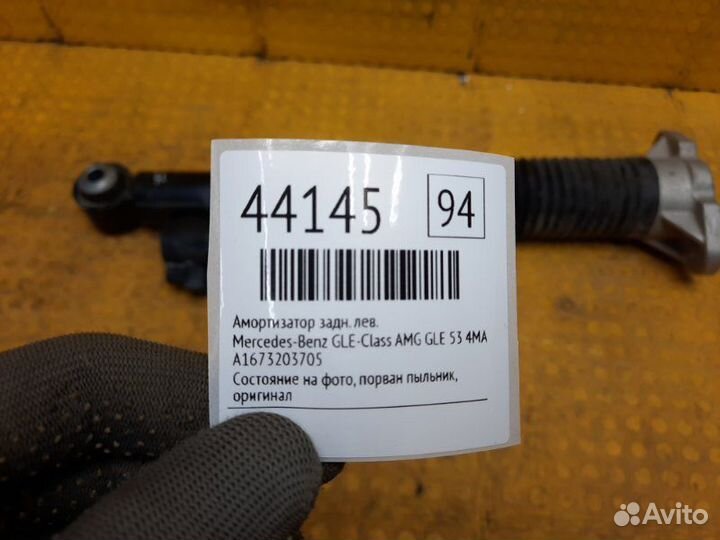 44145 94
Амортизатор задн. лев.
Mercedes-Benz GLE-Class AMG GLE 53 4MA
A1673203705
Состояние на фото, порван пыльник,
оригинал
Avito